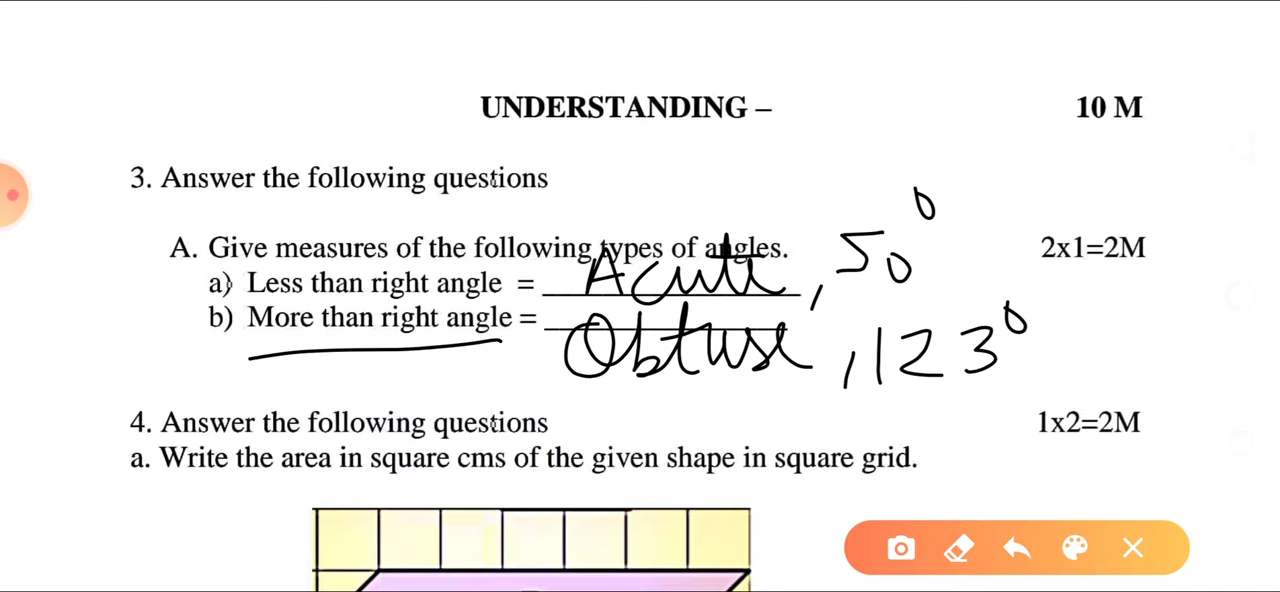 UNDERSTANDING – 10 M
3. Answer the following questions
A. Give measures of the following types of angles. 2x1=2M
a) Less than right angle = Acute, 50°
b) More than right angle = Obtuse, 123°
4. Answer the following questions 1x2=2M
a. Write the area in square cms of the given shape in square grid.